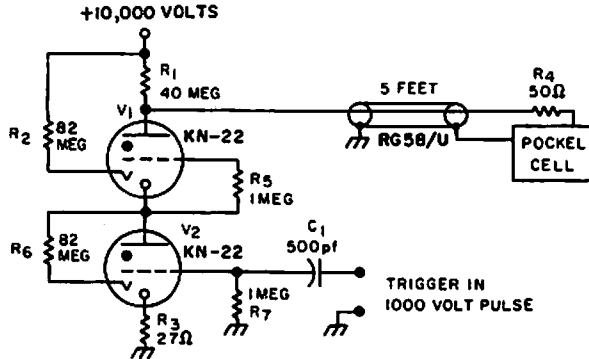 +10,000 VOLTS
R1
40 MEG
V1
KN-22
R2
82
MEG
R5
1MEG
5 FEET
RG58/U
R4
50Ω
POCKEL
CELL
V2
KN-22
R6
82
MEG
C1
500pf
1MEG
R7
R3
27Ω
TRIGGER IN
1000 VOLT PULSE